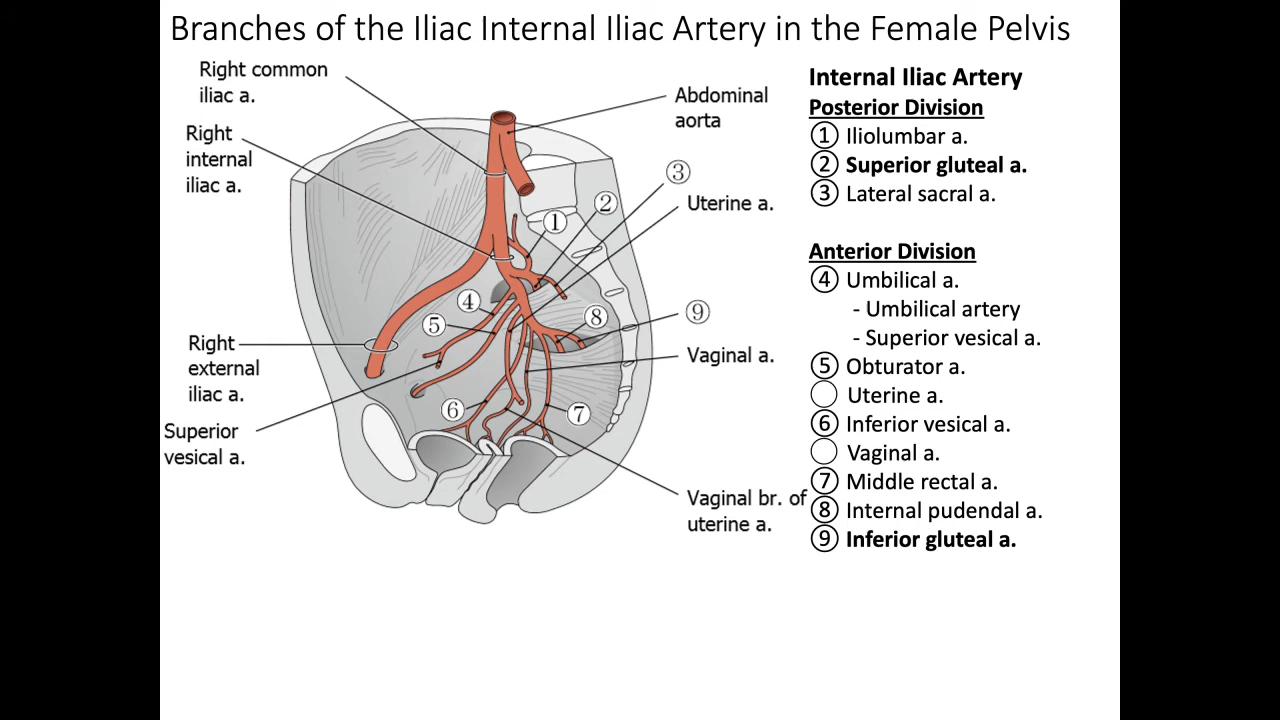 Branches of the Iliac Internal Iliac Artery in the Female Pelvis
Right common
iliac a.
Right
internal
iliac a.
Right
external
iliac a.
Superior
vesical a.
Abdominal
aorta
③
Uterine a.
②
①
④
⑤
⑧
⑨
Vaginal a.
⑥
⑦
Vaginal br. of
uterine a.
Internal Iliac Artery
Posterior Division
① Iliolumbar a.
② Superior gluteal a.
③ Lateral sacral a.
Anterior Division
④ Umbilical a.
- Umbilical artery
- Superior vesical a.
⑤ Obturator a.
Uterine a.
⑥ Inferior vesical a.
Vaginal a.
⑦ Middle rectal a.
⑧ Internal pudendal a.
⑨ Inferior gluteal a.